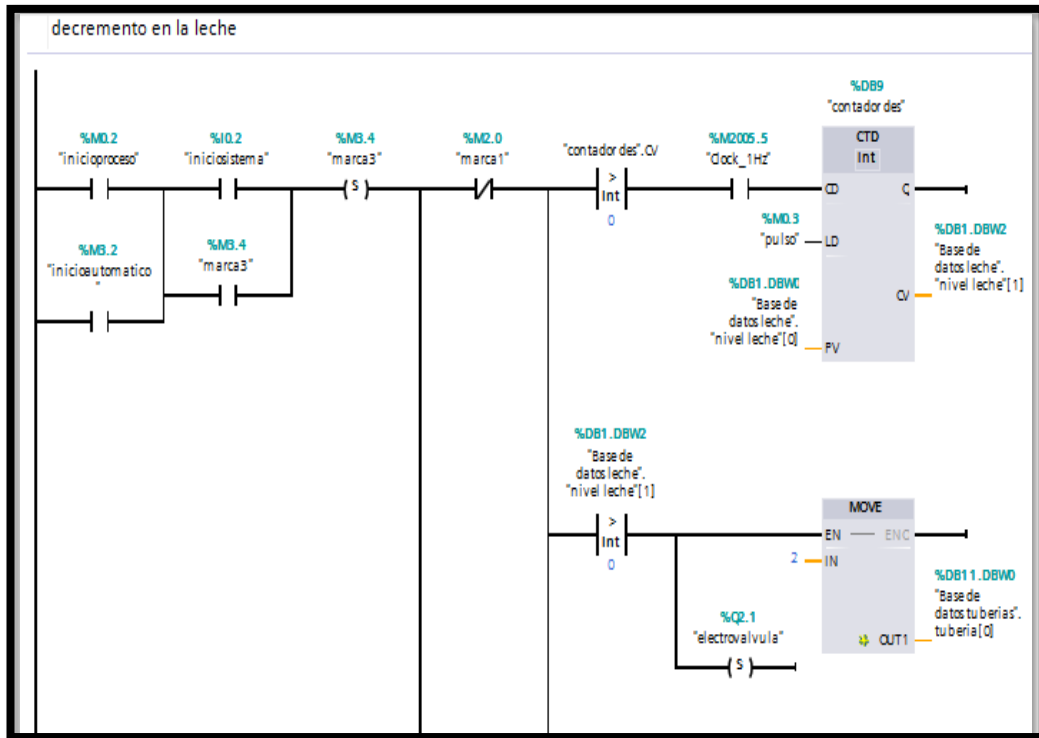 decremento en la leche
%DB9
"contador des"
%M0.2
"inicioproceso"
%I0.2
"iniciosistema"
%M3.4
"marca3"
%M2.0
"marca1"
"contador des".CV
%M2005.5
"Clock_1Hz"
CTD
Int
S
>
Int
0
CD
Q
%M0.3
"pulso"
LD
%DB1.DBW2
"Base de
datos leche".
"nivel leche"[1]
CV
%M3.2
"inicioautomatico
"
%M3.4
"marca3"
%DB1.DBW0
"Base de
datos leche".
"nivel leche"[0]
PV
%DB1.DBW2
"Base de
datos leche".
"nivel leche"[1]
>
Int
0
MOVE
EN
ENO
2
IN
%DB11.DBW0
"Base de
datos tuberias".
tuberia[0]
OUT1
%Q2.1
"electrovalvula"
S